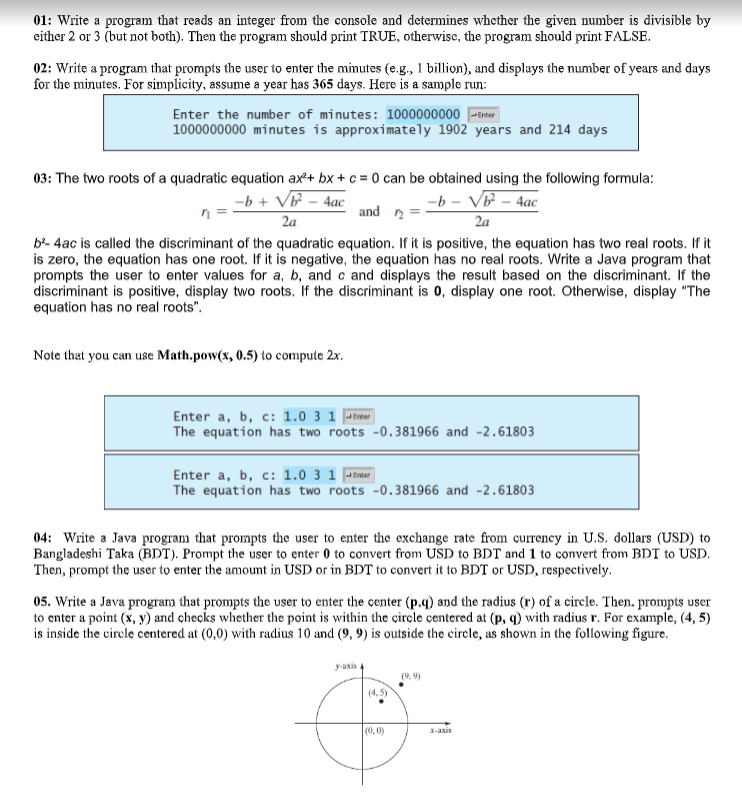 01: Write a program that reads an integer from the console and determines whether the given number is divisible by
either 2 or 3 (but not both). Then the program should print TRUE, otherwise, the program should print FALSE.
02: Write a program that prompts the user to enter the minutes (e.g., 1 billion), and displays the number of years and days
for the minutes. For simplicity, assume a year has 365 days. Here is a sample run:
Enter the number of minutes: 1000000000 ↵Enter
1000000000 minutes is approximately 1902 years and 214 days
03: The two roots of a quadratic equation ax²+ bx + c = 0 can be obtained using the following formula:
r₁ = (−b + √(b² − 4ac)) / 2a and r₂ = (−b − √(b² − 4ac)) / 2a
b²- 4ac is called the discriminant of the quadratic equation. If it is positive, the equation has two real roots. If it
is zero, the equation has one root. If it is negative, the equation has no real roots. Write a Java program that
prompts the user to enter values for a, b, and c and displays the result based on the discriminant. If the
discriminant is positive, display two roots. If the discriminant is 0, display one root. Otherwise, display “The
equation has no real roots”.
Note that you can use Math.pow(x, 0.5) to compute 2x.
Enter a, b, c: 1.0 3 1 ↵Enter
The equation has two roots -0.381966 and -2.61803
Enter a, b, c: 1.0 3 1 ↵Enter
The equation has two roots -0.381966 and -2.61803
04: Write a Java program that prompts the user to enter the exchange rate from currency in U.S. dollars (USD) to
Bangladeshi Taka (BDT). Prompt the user to enter 0 to convert from USD to BDT and 1 to convert from BDT to USD.
Then, prompt the user to enter the amount in USD or in BDT to convert it to BDT or USD, respectively.
05. Write a Java program that prompts the user to enter the center (p,q) and the radius (r) of a circle. Then. prompts user
to enter a point (x, y) and checks whether the point is within the circle centered at (p, q) with radius r. For example, (4, 5)
is inside the circle centered at (0,0) with radius 10 and (9, 9) is outside the circle, as shown in the following figure.
y-axis
(9, 9)
(4, 5)
(0, 0)
x-axis